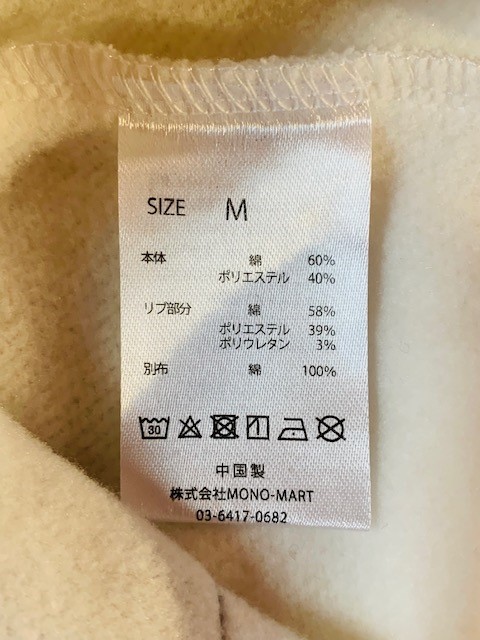 SIZE M
本体 綿 60%
ポリエステル 40%
リブ部分 綿 58%
ポリエステル 39%
ポリウレタン 3%
別布 綿 100%
30
中国製
株式会社MONO-MART
03-6417-0682